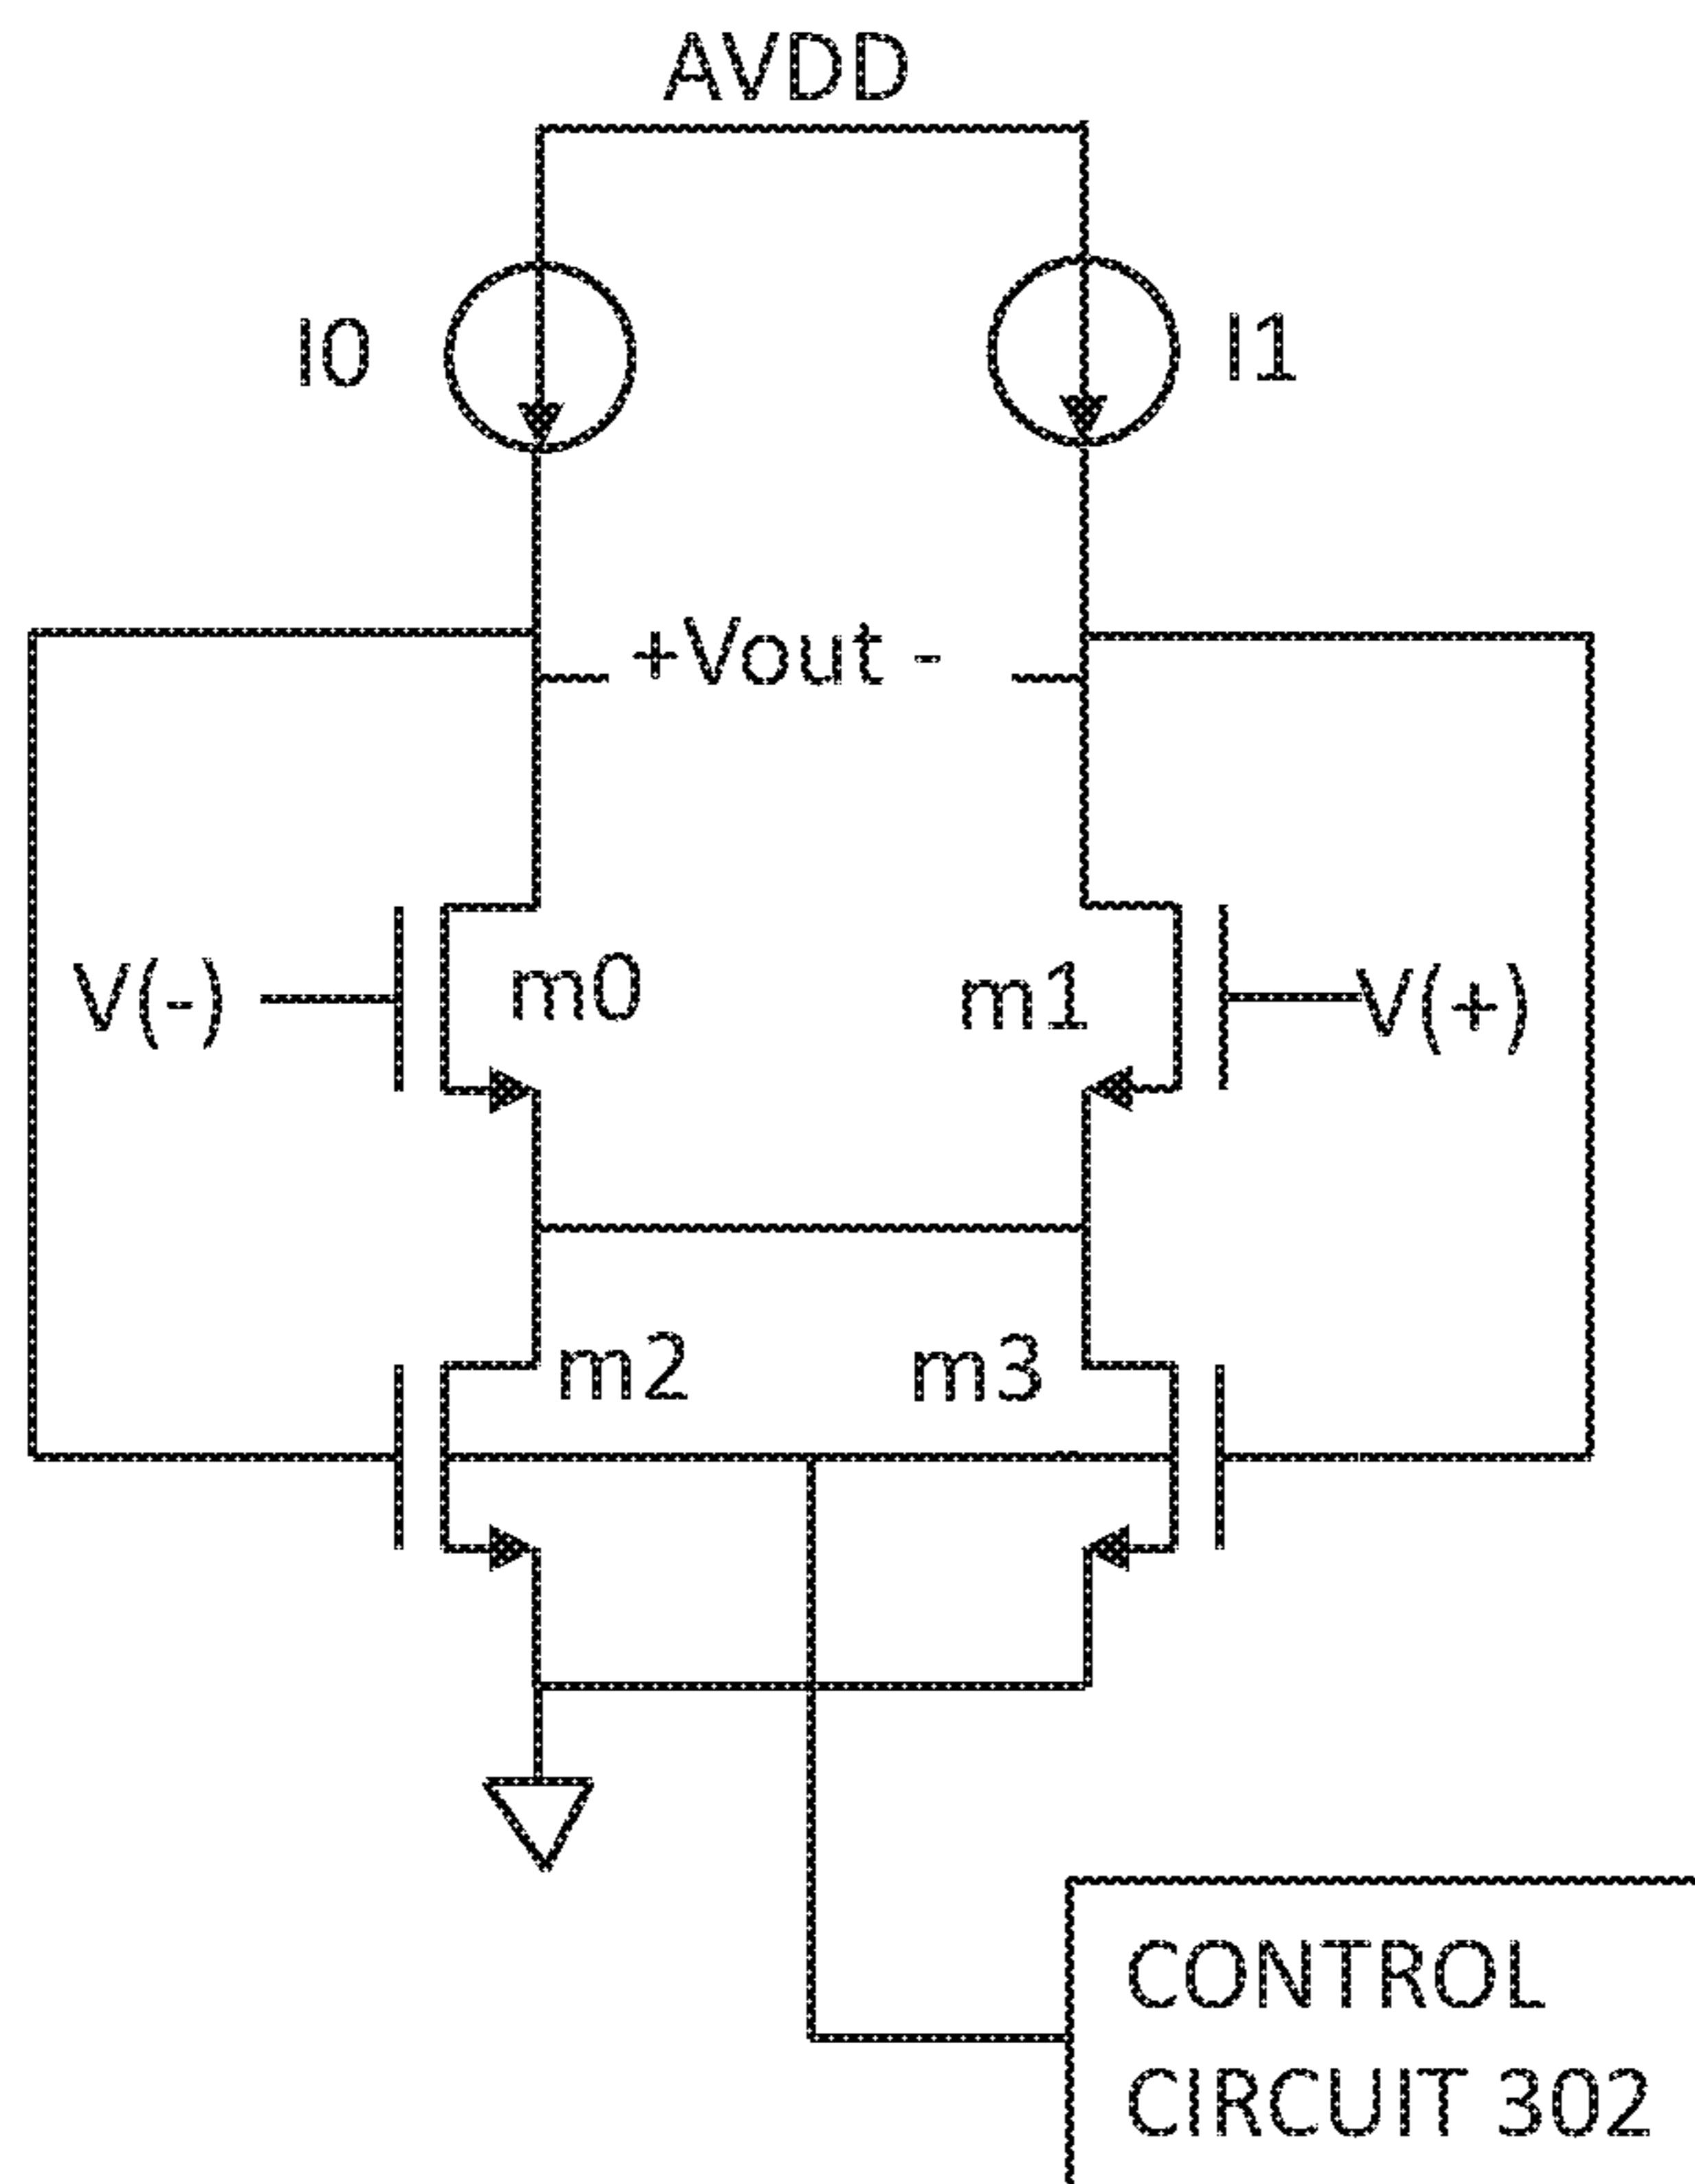 AVDD
I0
I1
+Vout -
V(-)
m0
m1
V(+)
m2
m3
CONTROL
CIRCUIT 302